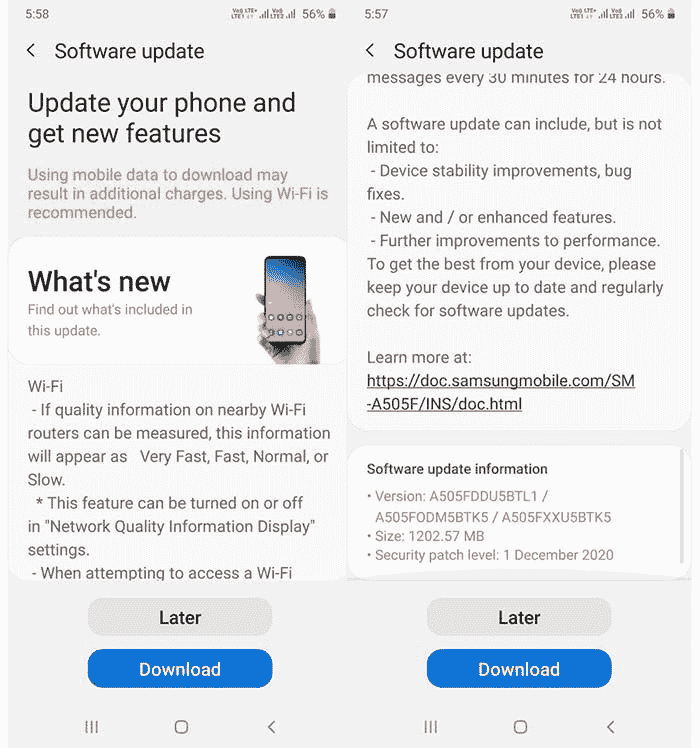 5:58
VoB LTE+
LTE1
VoB
LTE2
56%
Software update
Update your phone and
get new features
Using mobile data to download may
result in additional charges. Using Wi-Fi is
recommended.
What's new
Find out what's included in
this update.
Wi-Fi
- If quality information on nearby Wi-Fi
routers can be measured, this information
will appear as  Very Fast, Fast, Normal, or
Slow.
* This feature can be turned on or off
in "Network Quality Information Display"
settings.
- When attempting to access a Wi-Fi
Later
Download
5:57
VoB LTE+
LTE1
VoB
LTE2
56%
Software update
messages every 30 minutes for 24 hours.
A software update can include, but is not
limited to:
- Device stability improvements, bug
fixes.
- New and / or enhanced features.
- Further improvements to performance.
To get the best from your device, please
keep your device up to date and regularly
check for software updates.
Learn more at:
https://doc.samsungmobile.com/SM
-A505F/INS/doc.html
Software update information
• Version: A505FDDU5BTL1 /
A505FODM5BTK5 / A505FXXU5BTK5
• Size: 1202.57 MB
• Security patch level: 1 December 2020
Later
Download